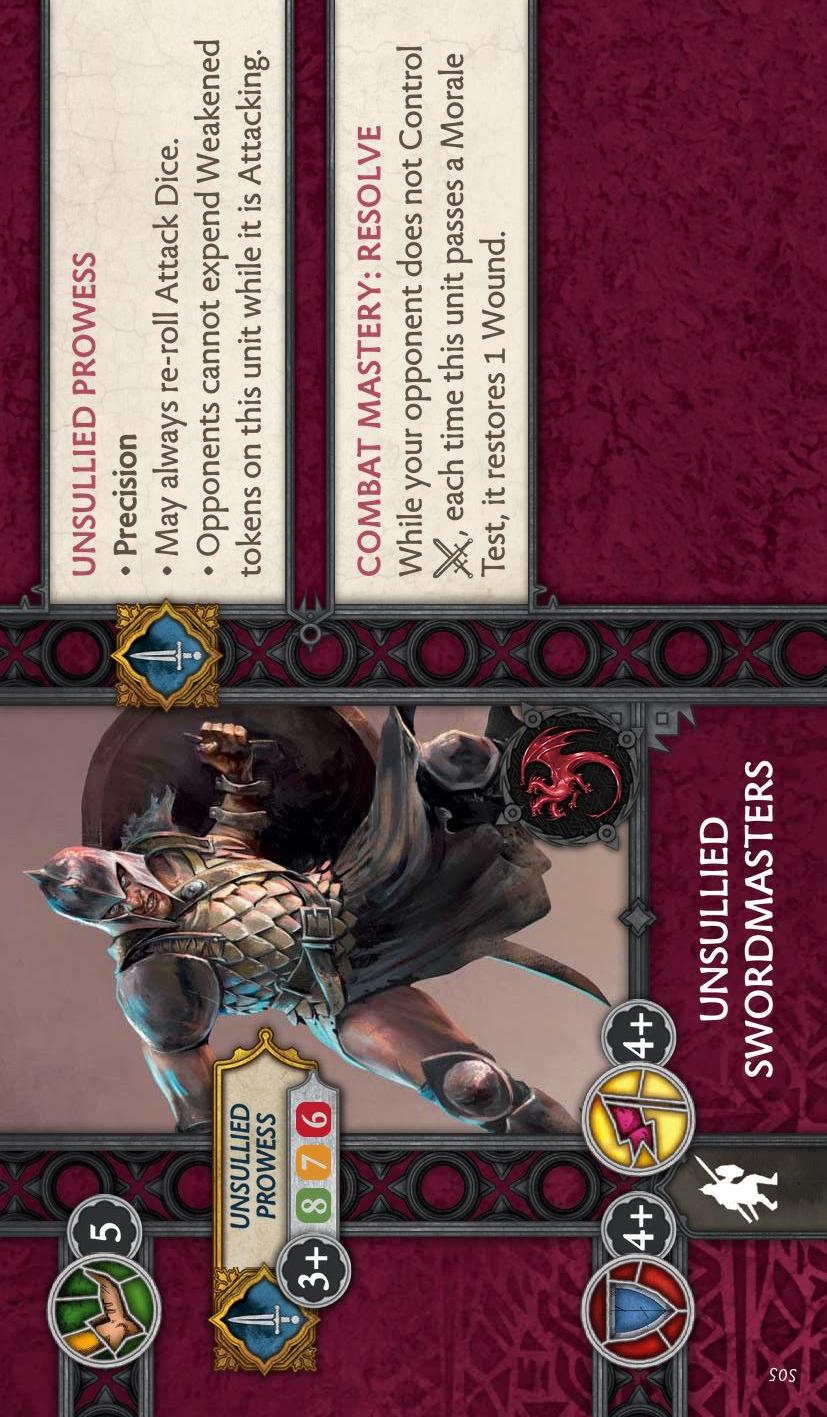 5
UNSULLIED
PROWESS
3+
8 7 6
4+
4+
UNSULLIED
SWORDMASTERS
UNSULLIED PROWESS
• Precision
• May always re-roll Attack Dice.
• Opponents cannot expend Weakened
tokens on this unit while it is Attacking.
COMBAT MASTERY: RESOLVE
While your opponent does not Control
, each time this unit passes a Morale
Test, it restores 1 Wound.
S05